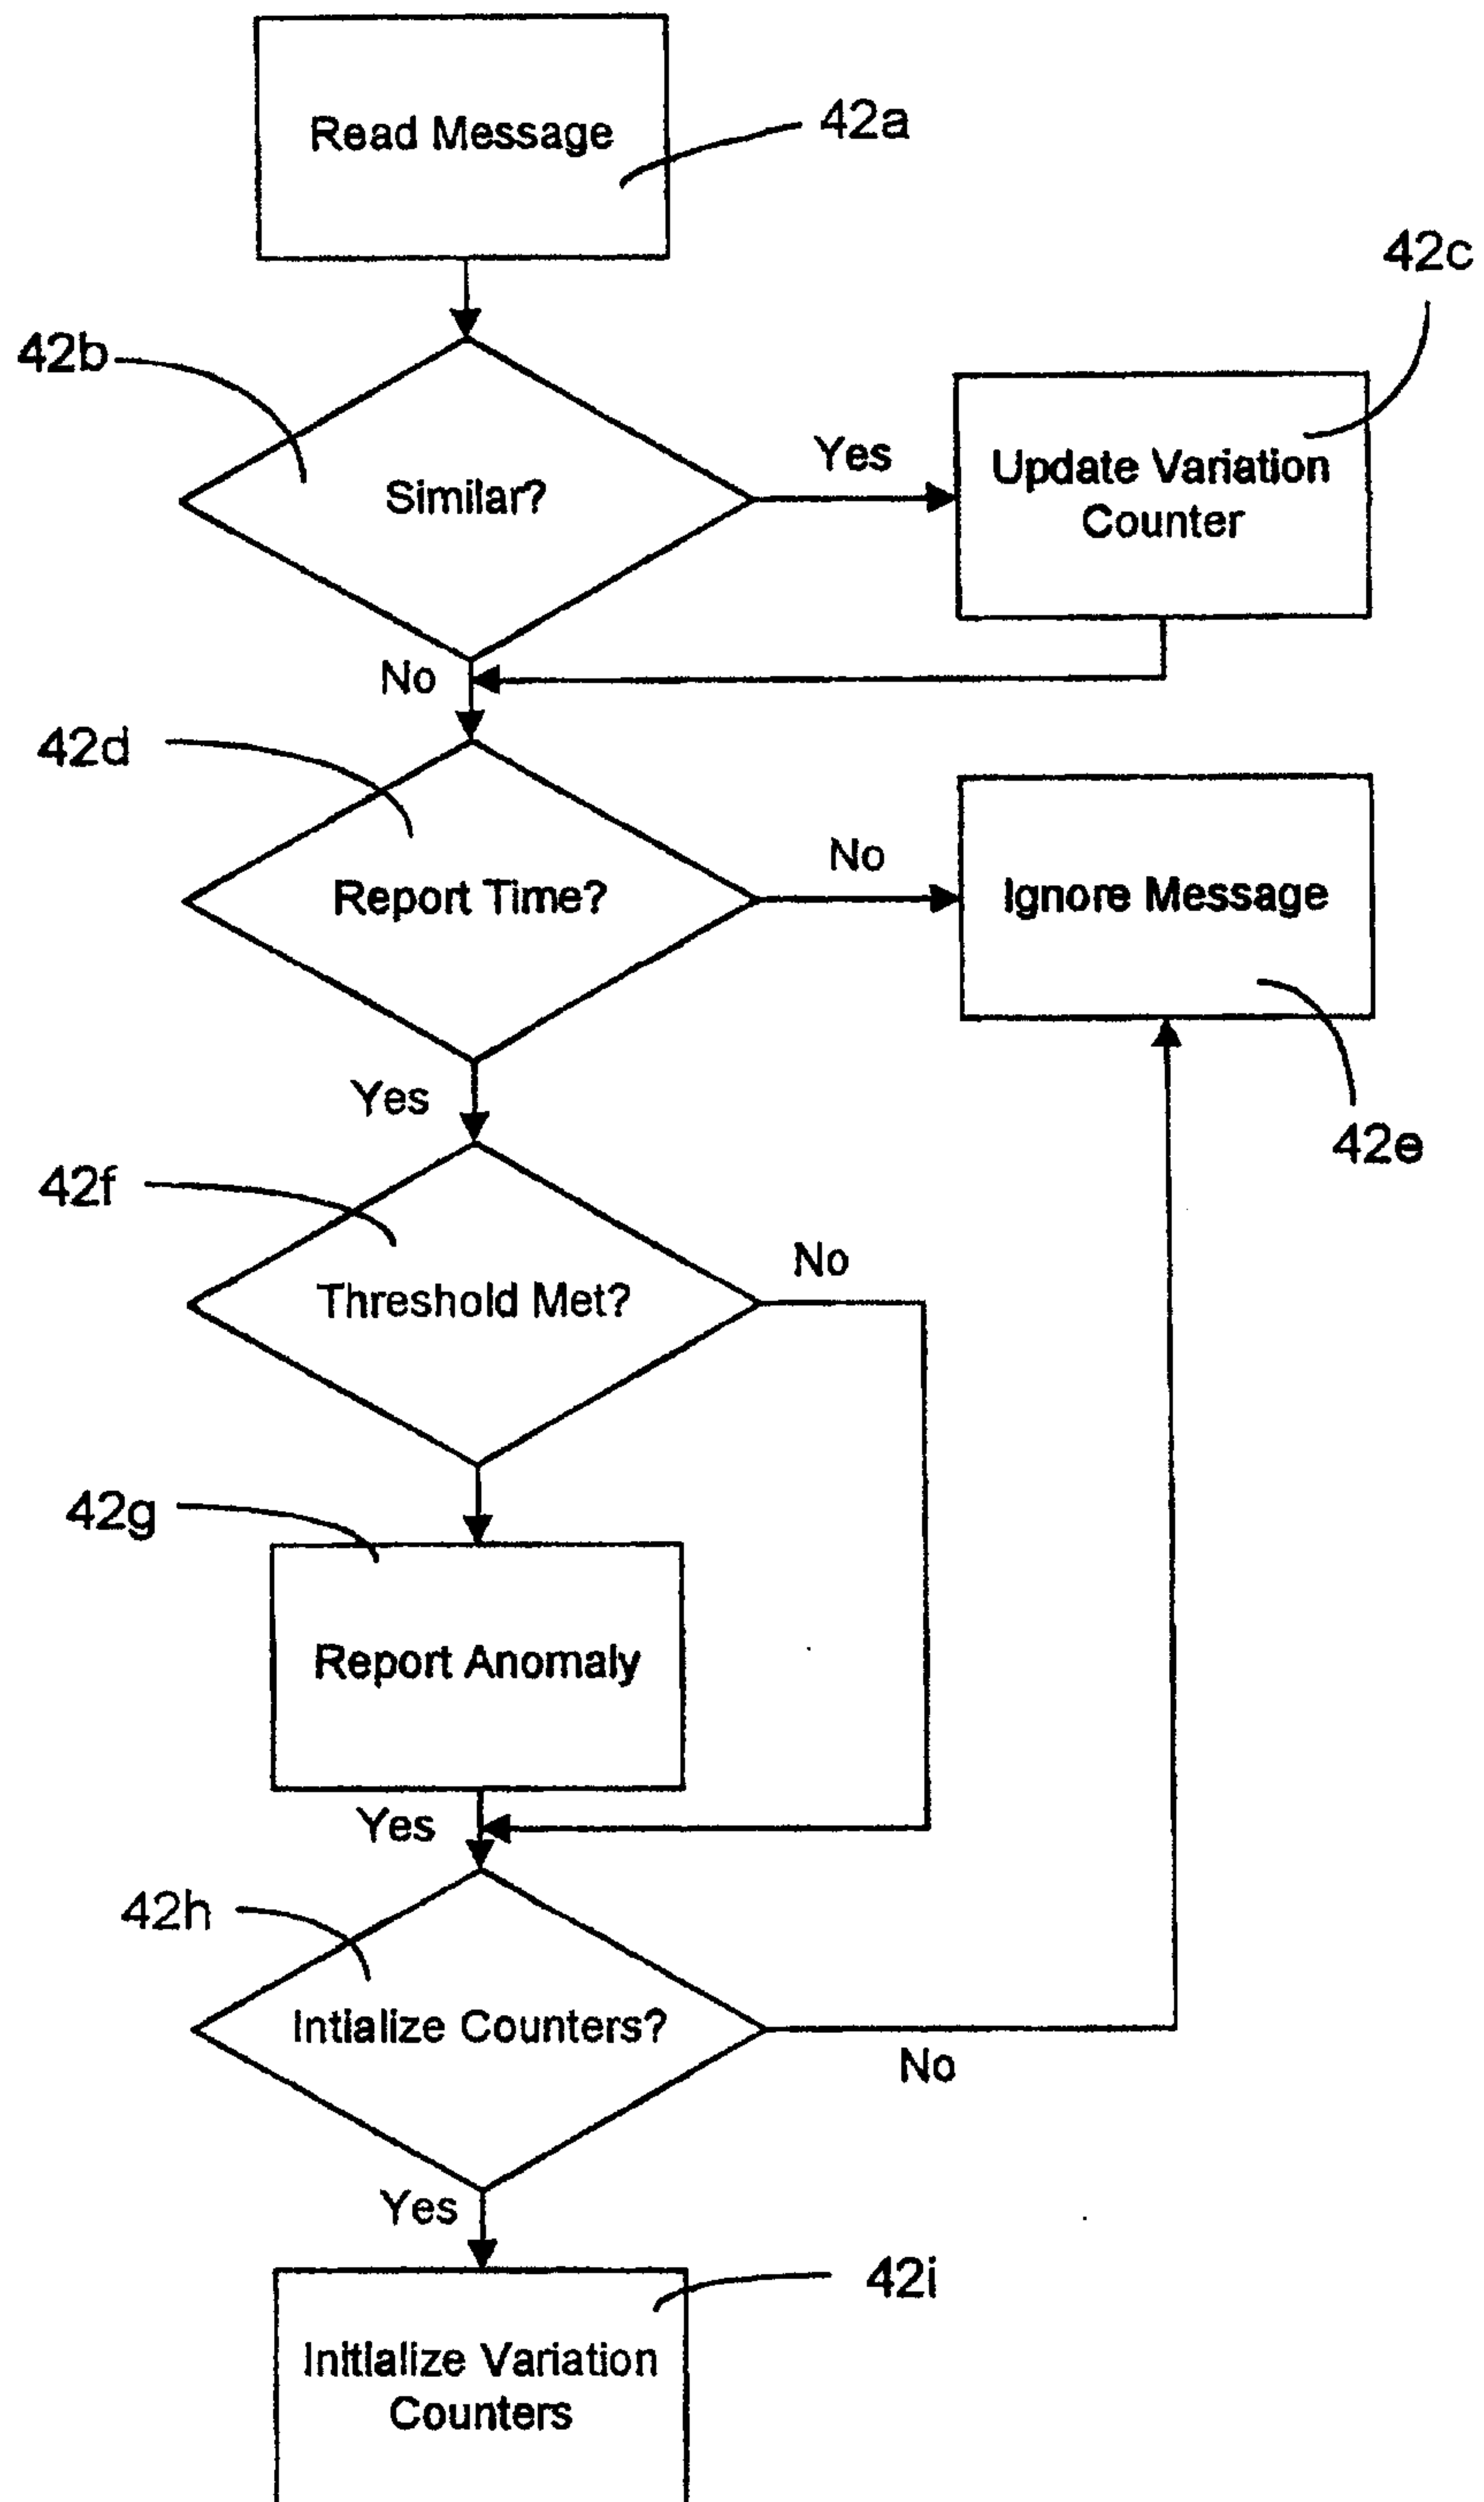 Read Message
42a
42c
42b
Similar?
Yes
Update Variation
Counter
No
42d
Report Time?
No
Ignore Message
Yes
42e
42f
Threshold Met?
No
42g
Report Anomaly
Yes
42h
Intialize Counters?
No
Yes
42i
Initialize Variation
Counters